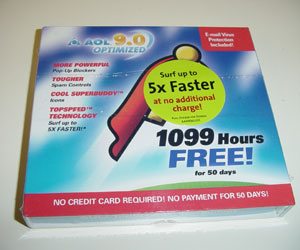 AOL 9.0
OPTIMIZED
E-mail Virus
Protection
Included!
MORE POWERFUL
Pop-Up Blockers
TOUGHER
Spam Controls
COOL SUPERBUDDY™
Icons
TOPSPEED™
TECHNOLOGY
Surf up to
5X FASTER!*
Surf up to
5x Faster
at no additional
charge!
1099 Hours
FREE!
for 50 days
NO CREDIT CARD REQUIRED! NO PAYMENT FOR 50 DAYS!